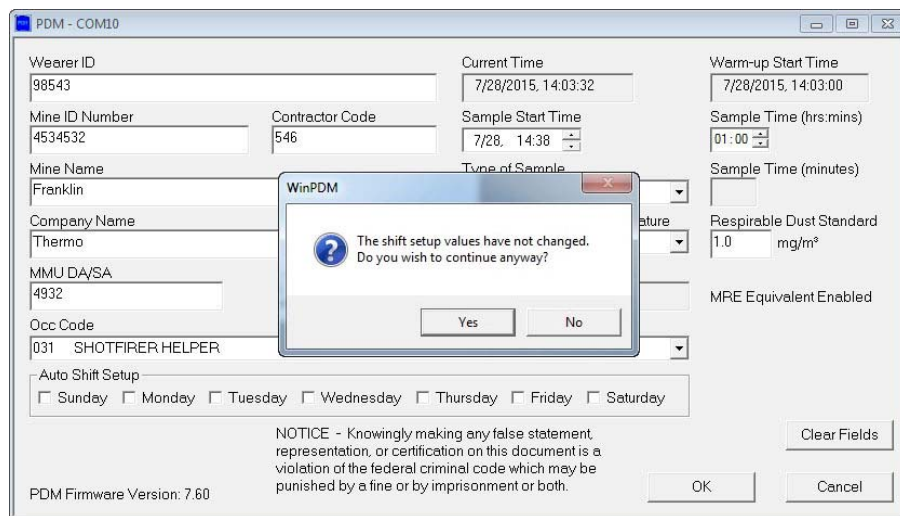 PDM - COM10
Wearer ID
98543
Current Time
7/28/2015, 14:03:32
Warm-up Start Time
7/28/2015, 14:03:00
Mine ID Number
4534532
Contractor Code
546
Sample Start Time
7/28, 14:38
Sample Time (hrs:mins)
01:00
Mine Name
Franklin
Type of Sample
Sample Time (minutes)
Company Name
Thermo
ature
Respirable Dust Standard
1.0 mg/m³
MMU DA/SA
4932
MRE Equivalent Enabled
Occ Code
031 SHOTFIRER HELPER
WinPDM
The shift setup values have not changed.
Do you wish to continue anyway?
Yes No
Auto Shift Setup
Sunday Monday Tuesday Wednesday Thursday Friday Saturday
NOTICE - Knowingly making any false statement,
representation, or certification on this document is a
violation of the federal criminal code which may be
punished by a fine or by imprisonment or both.
Clear Fields
PDM Firmware Version: 7.60
OK
Cancel